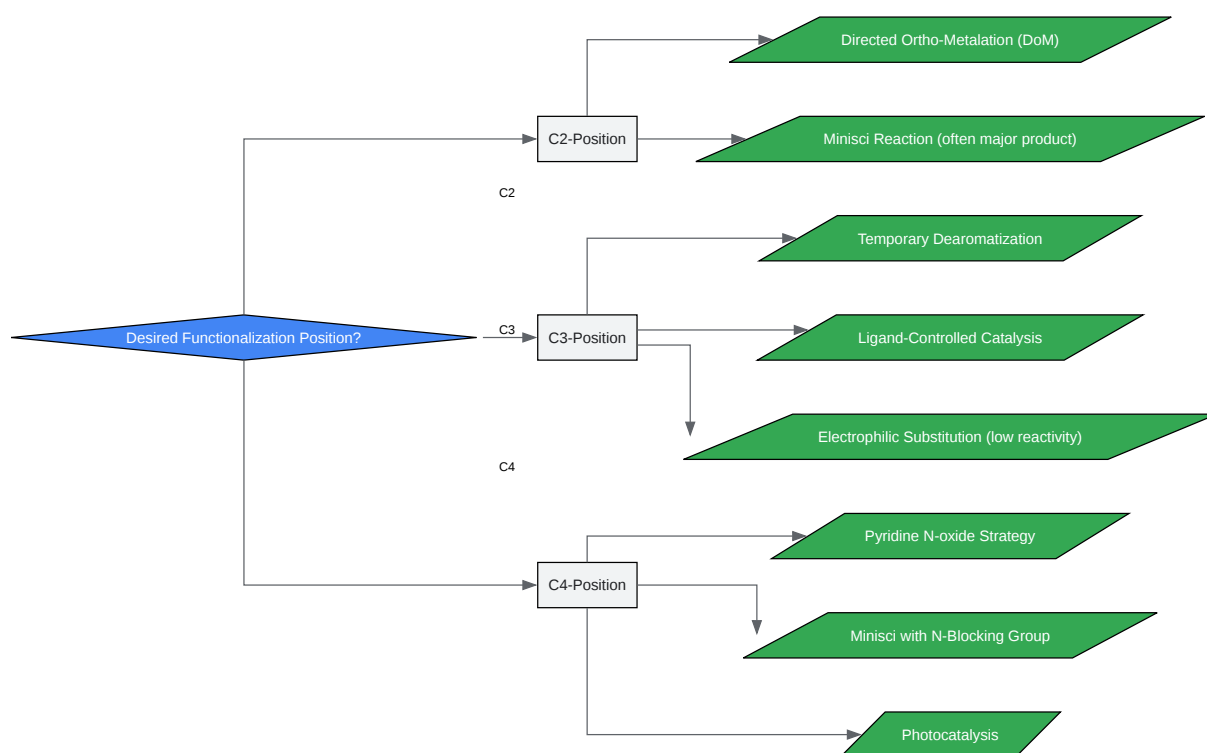 Directed Ortho-Metalation (DoM)
C2-Position
Minisci Reaction (often major product)
C2
Temporary Dearomatization
Desired Functionalization Position?
C3
C3-Position
Ligand-Controlled Catalysis
Electrophilic Substitution (low reactivity)
C4
Pyridine N-oxide Strategy
C4-Position
Minisci with N-Blocking Group
Photocatalysis